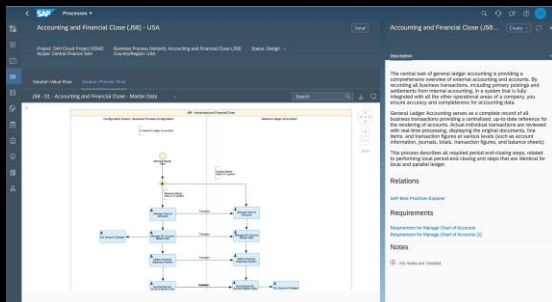 SAP Processes
Accounting and Financial Close (J58) - USA
Detail
Project: S4H Cloud Project DEMO
Business Process (Variant): Accounting and Financial Close (J58)
Status: Design
Scope: Central Finance S4H
Country/Region: USA
Solution Value Flow
Solution Process Flow
J58 - 01 - Accounting and Financial Close - Master Data
Search
J58 - Accounting and Financial Close
General Ledger Accountant
Accounting and Financial Close (J58...
Create
Description
The central task of general ledger accounting is providing a
comprehensive overview of external accounting and accounts. By
recording all business transactions, including primary postings and
settlements from internal accounting, in a system that is fully
integrated with all the other operational areas of a company, you
ensure accuracy and completeness for accounting data.
General Ledger Accounting serves as a complete record of all
business transactions providing a centralized, up-to-date reference for
the rendering of accounts. Actual individual transactions are reviewed
with real-time processing, displaying the original documents, line
items, and transaction figures at various levels (such as account
information, journals, totals, transaction figures, and balance sheets).
This process describes all required period end closing steps, related
to performing local period-end closing and steps that are identical for
local and parallel ledger.
Relations
SAP Best Practices Explorer
Requirements
Requirement for Manage Chart of Accounts
Requirement for Manage Chart of Accounts [2]
Notes
No notes are created.